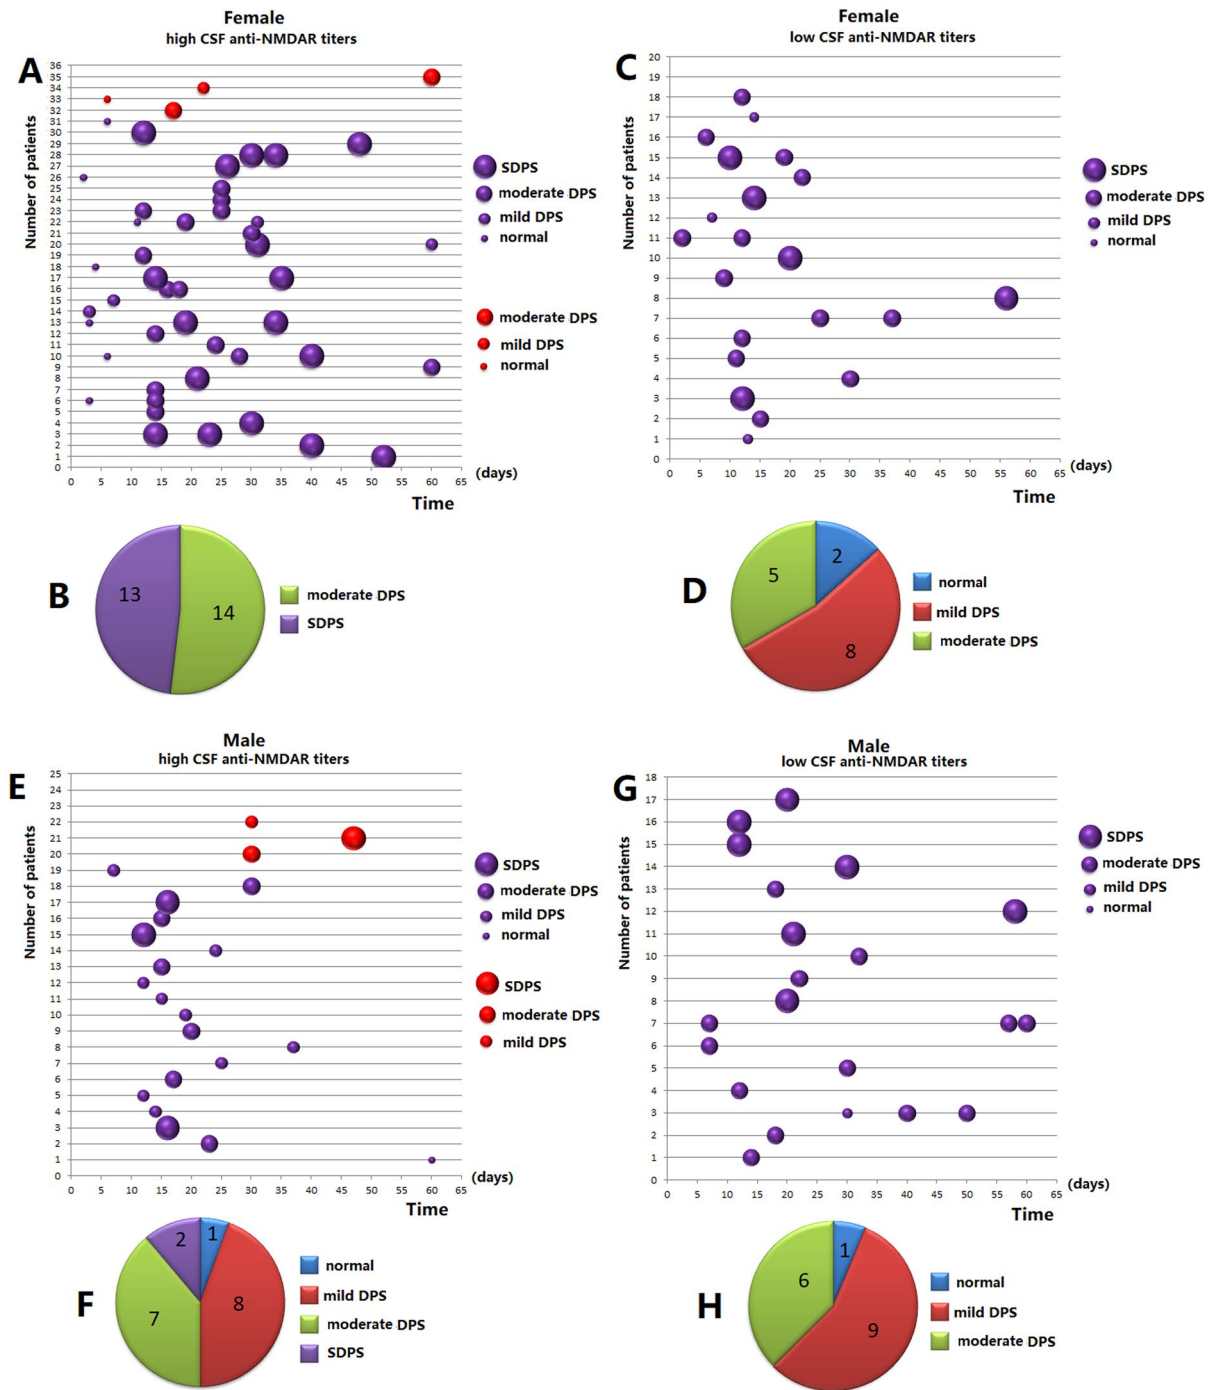 Female
high CSF anti-NMDAR titers
A
Number of patients
36
35
34
33
32
31
30
29
28
27
26
25
24
23
22
21
20
19
18
17
16
15
14
13
12
11
10
9
8
7
6
5
4
3
2
1
0
0 5 10 15 20 25 30 35 40 45 50 55 60 65
(days)
Time
SDPS
moderate DPS
mild DPS
normal
moderate DPS
mild DPS
normal
Female
low CSF anti-NMDAR titers
C
Number of patients
20
19
18
17
16
15
14
13
12
11
10
9
8
7
6
5
4
3
2
1
0
0 5 10 15 20 25 30 35 40 45 50 55 60 65
(days)
Time
SDPS
moderate DPS
mild DPS
normal
B
13
14
moderate DPS
SDPS
D
5
2
8
normal
mild DPS
moderate DPS
Male
high CSF anti-NMDAR titers
E
Number of patients
25
24
23
22
21
20
19
18
17
16
15
14
13
12
11
10
9
8
7
6
5
4
3
2
1
0
0 5 10 15 20 25 30 35 40 45 50 55 60 65
(days)
Time
SDPS
moderate DPS
mild DPS
normal
SDPS
moderate DPS
mild DPS
Male
low CSF anti-NMDAR titers
G
Number of patients
18
17
16
15
14
13
12
11
10
9
8
7
6
5
4
3
2
1
0
0 5 10 15 20 25 30 35 40 45 50 55 60 65
(days)
Time
SDPS
moderate DPS
mild DPS
normal
F
2
1
7
8
normal
mild DPS
moderate DPS
SDPS
H
1
6
9
normal
mild DPS
moderate DPS